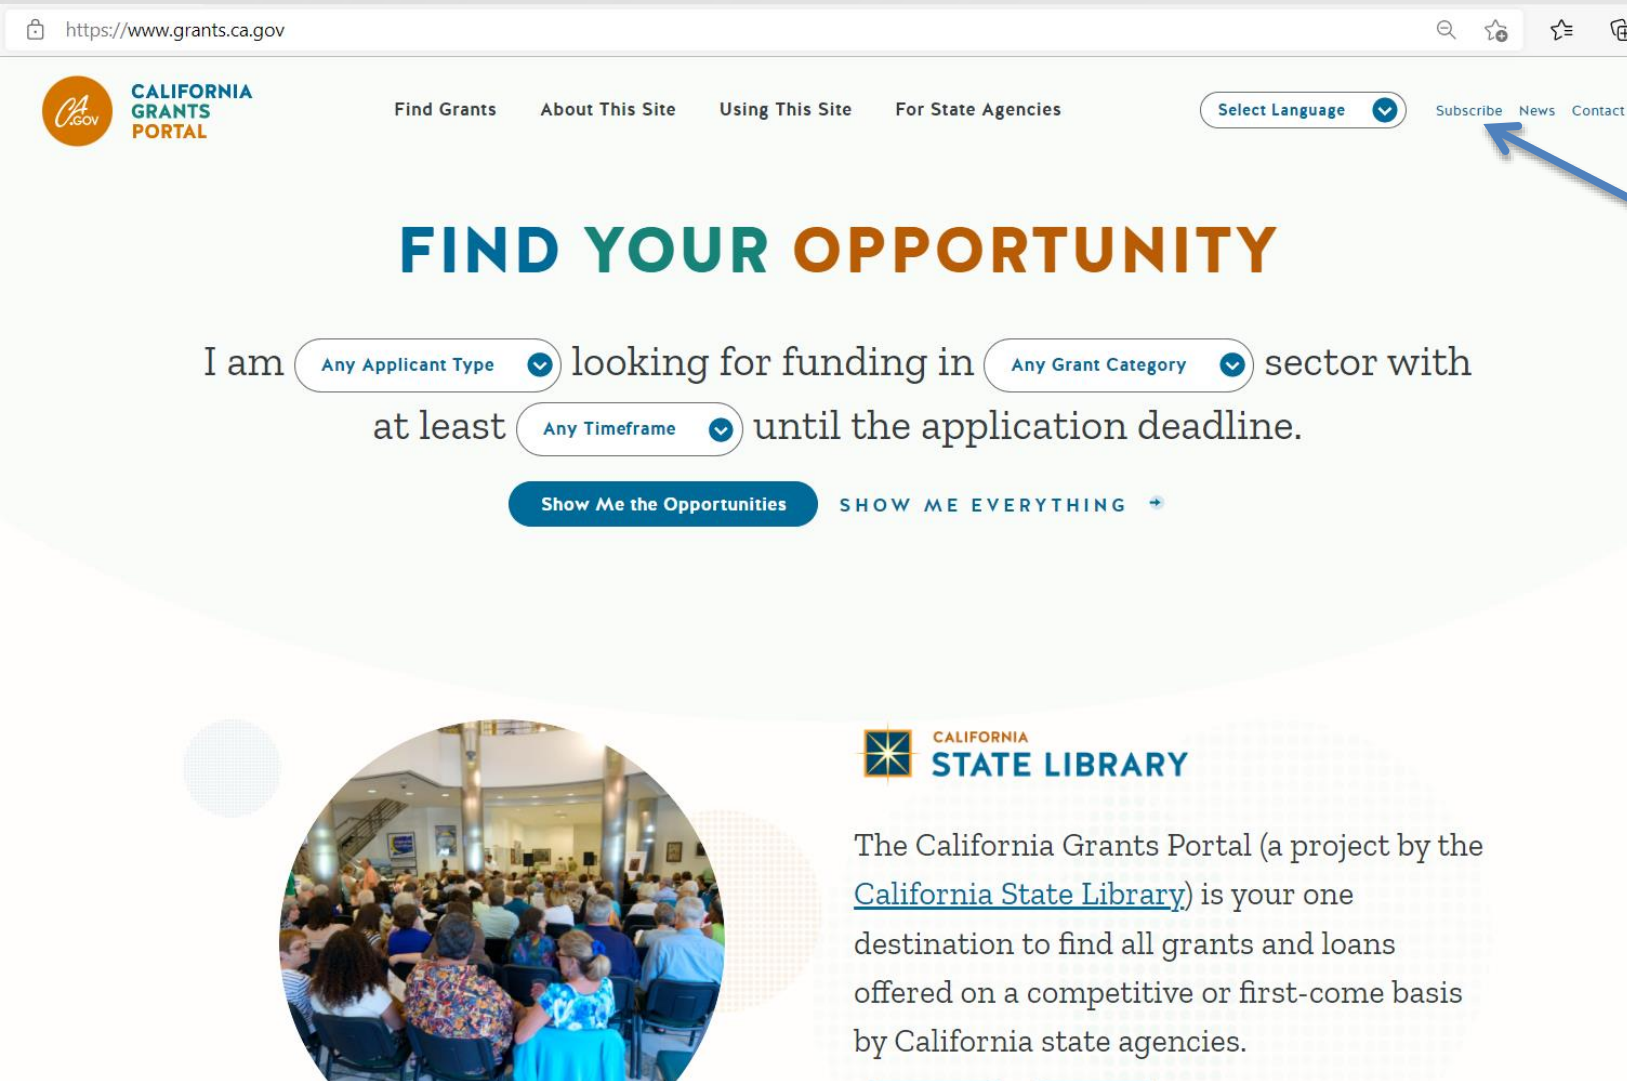 https://www.grants.ca.gov
CA.GOV
CALIFORNIA
GRANTS
PORTAL
Find Grants About This Site Using This Site For State Agencies
Select Language
Subscribe News Contact
FIND YOUR OPPORTUNITY
I am Any Applicant Type looking for funding in Any Grant Category sector with
at least Any Timeframe until the application deadline.
Show Me the Opportunities SHOW ME EVERYTHING
CALIFORNIA
STATE LIBRARY
The California Grants Portal (a project by the
California State Library) is your one
destination to find all grants and loans
offered on a competitive or first-come basis
by California state agencies.